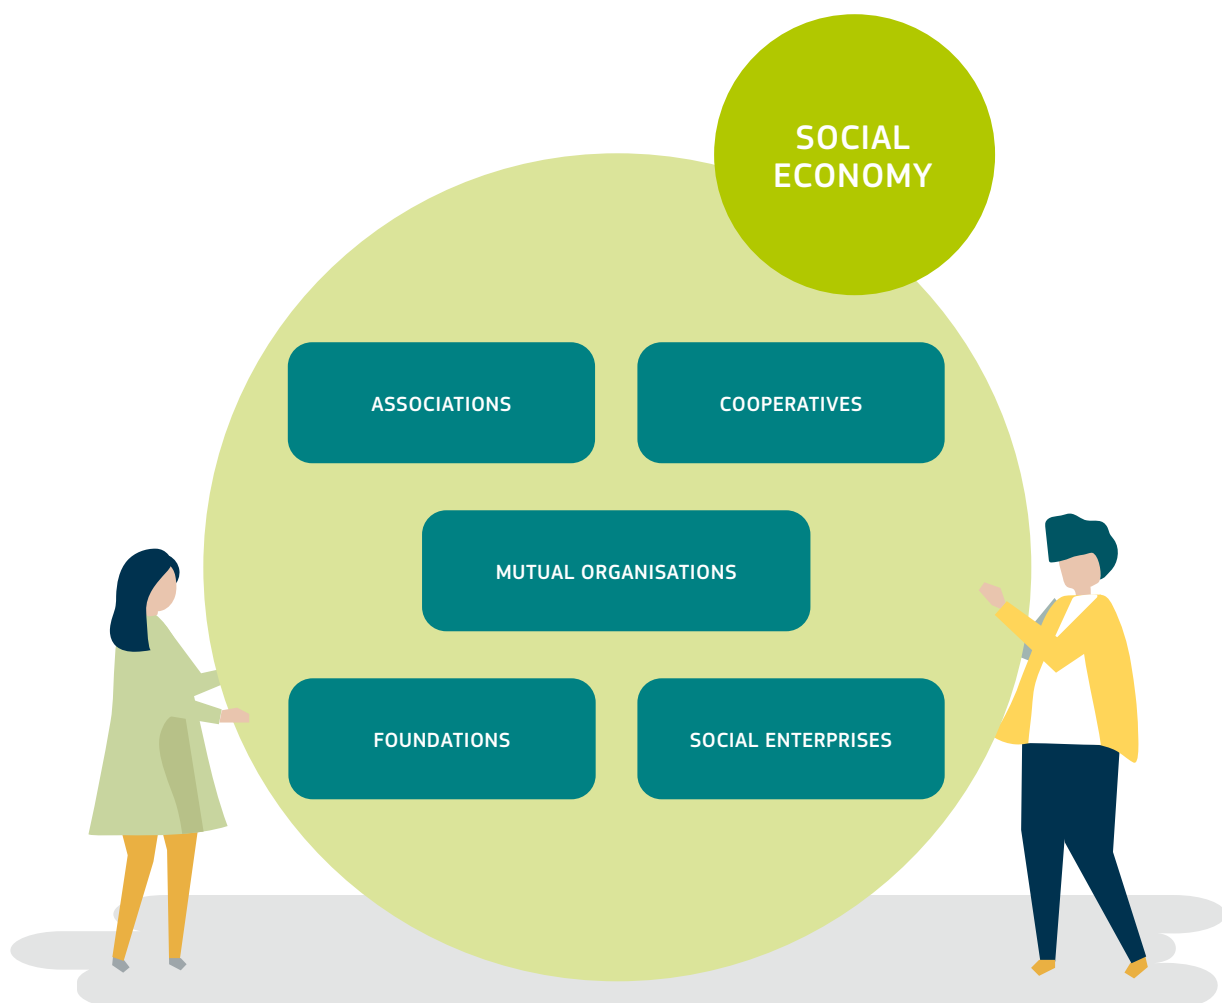 SOCIAL
ECONOMY
ASSOCIATIONS
COOPERATIVES
MUTUAL ORGANISATIONS
FOUNDATIONS
SOCIAL ENTERPRISES